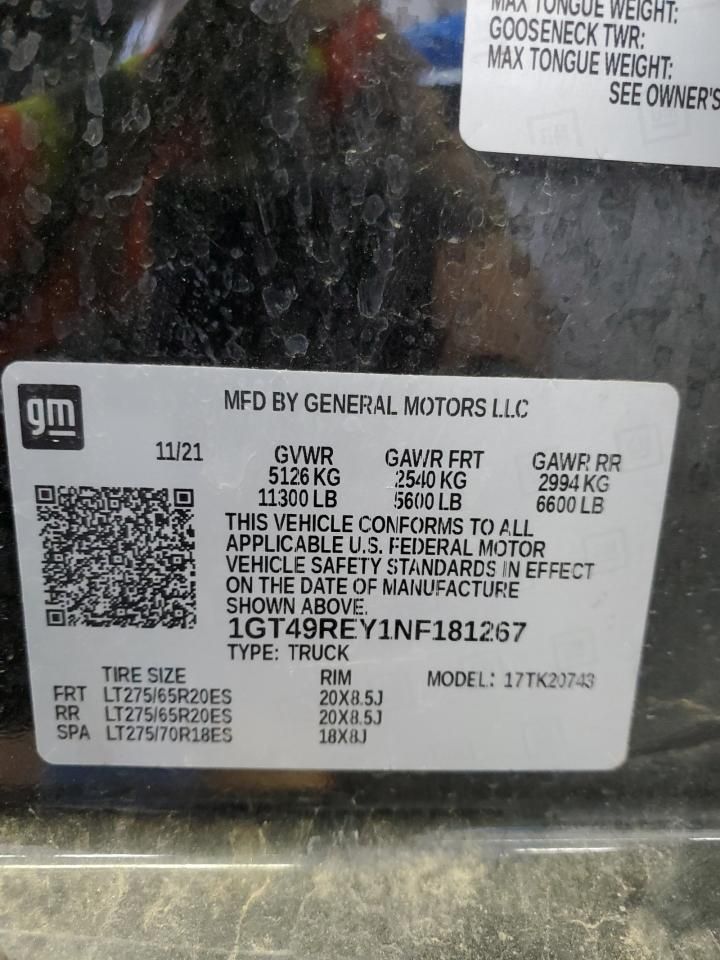 MAX TONGUE WEIGHT:
GOOSENECK TWR:
MAX TONGUE WEIGHT:
SEE OWNER'S
gm
MFD BY GENERAL MOTORS LLC
11/21 GVWR GAWR FRT GAWR RR
5126 KG 2540 KG 2994 KG
11300 LB 5600 LB 6600 LB
THIS VEHICLE CONFORMS TO ALL
APPLICABLE U.S. FEDERAL MOTOR
VEHICLE SAFETY STANDARDS IN EFFECT
ON THE DATE OF MANUFACTURE
SHOWN ABOVE.
1GT49REY1NF181267
TYPE: TRUCK
TIRE SIZE RIM MODEL: 17TK20743
FRT LT275/65R20ES 20X8.5J
RR LT275/65R20ES 20X8.5J
SPA LT275/70R18ES 18X8J